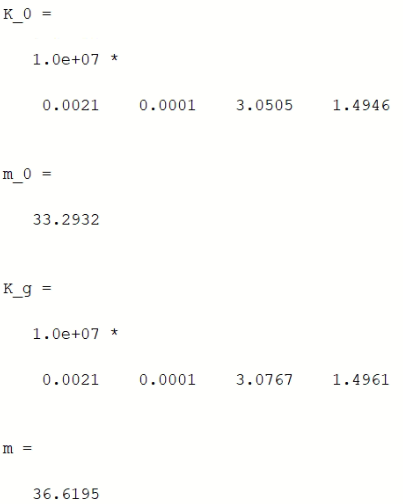 K_0 =
1.0e+07 *
0.0021 0.0001 3.0505 1.4946
m_0 =
33.2932
K_g =
1.0e+07 *
0.0021 0.0001 3.0767 1.4961
m =
36.6195